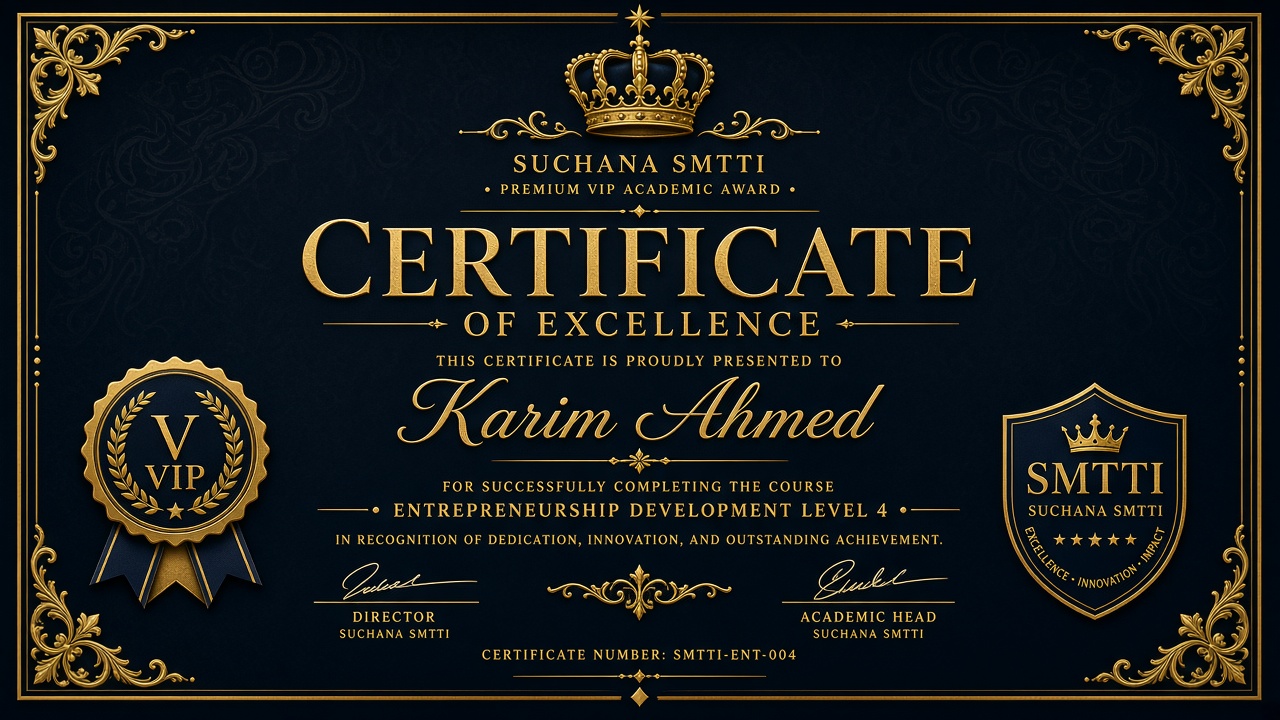 SUCHANA SMTTI
• PREMIUM VIP ACADEMIC AWARD •
CERTIFICATE
OF EXCELLENCE
THIS CERTIFICATE IS PROUDLY PRESENTED TO
Karim Ahmed
FOR SUCCESSFULLY COMPLETING THE COURSE
• ENTREPRENEURSHIP DEVELOPMENT LEVEL 4 •
IN RECOGNITION OF DEDICATION, INNOVATION, AND OUTSTANDING ACHIEVEMENT.
V
VIP
SMTTI
SUCHANA SMTTI
EXCELLENCE • INNOVATION • IMPACT
DIRECTOR
SUCHANA SMTTI
ACADEMIC HEAD
SUCHANA SMTTI
CERTIFICATE NUMBER: SMTTI-ENT-004